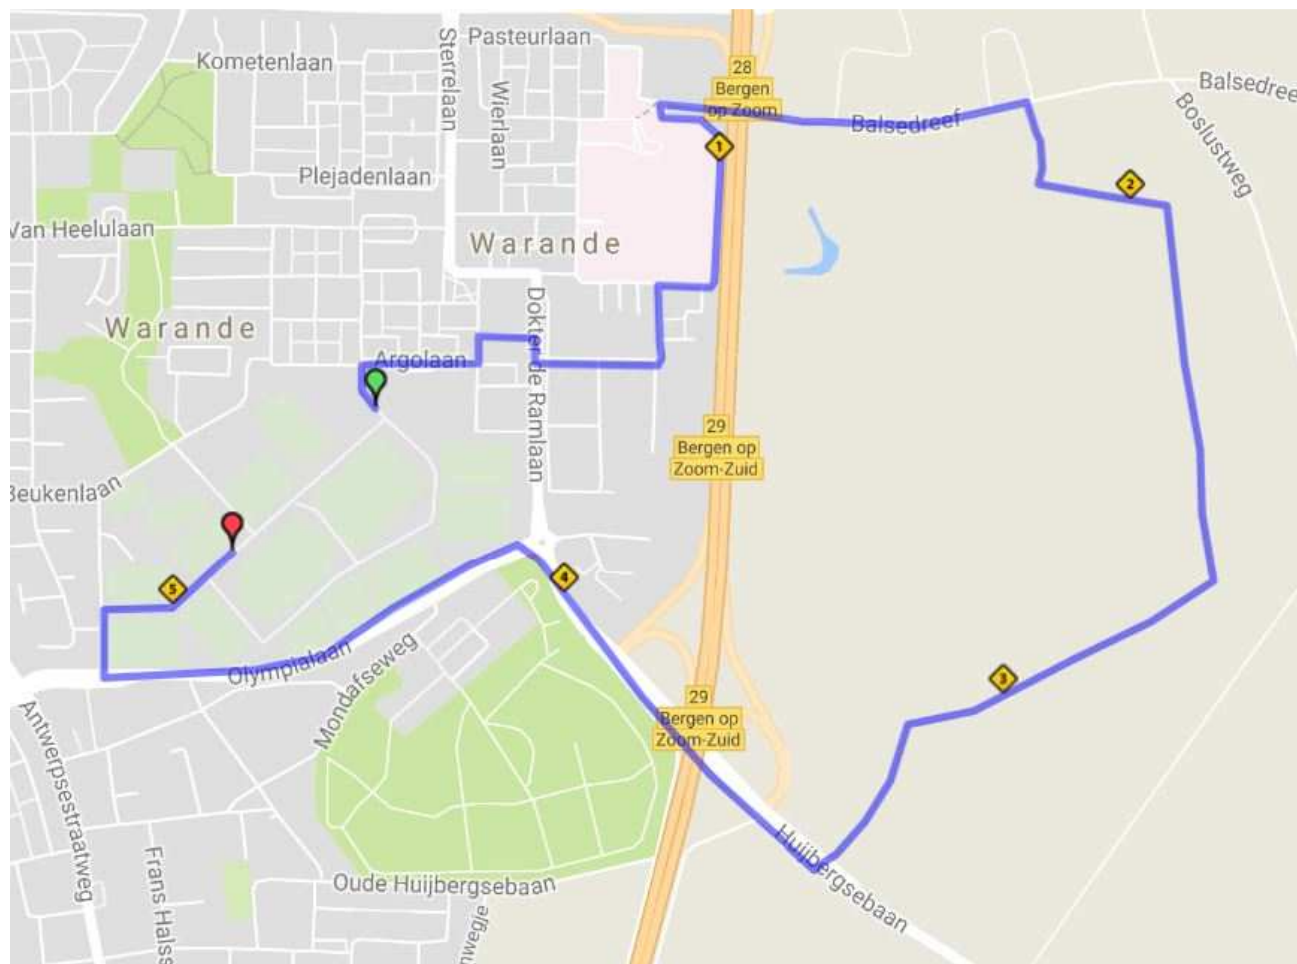 Pasteurlaan
Kometenlaan
Sterrelaan
Wierlaan
28
Bergen
op Zoom
Balsedreef
Balsedree
Boslustweg
1
Plejadenlaan
2
Van Heelulaan
Warande
Warande
Argolaan
Dokter de Ramlaan
29
Bergen op
Zoom-Zuid
Beukenlaan
4
5
Olympialaan
Mondafseweg
3
29
Bergen op
Zoom-Zuid
Antwerpsestraatweg
Huijbergsebaan
Frans Halss
Oude Huijbergsebaan
nwegje